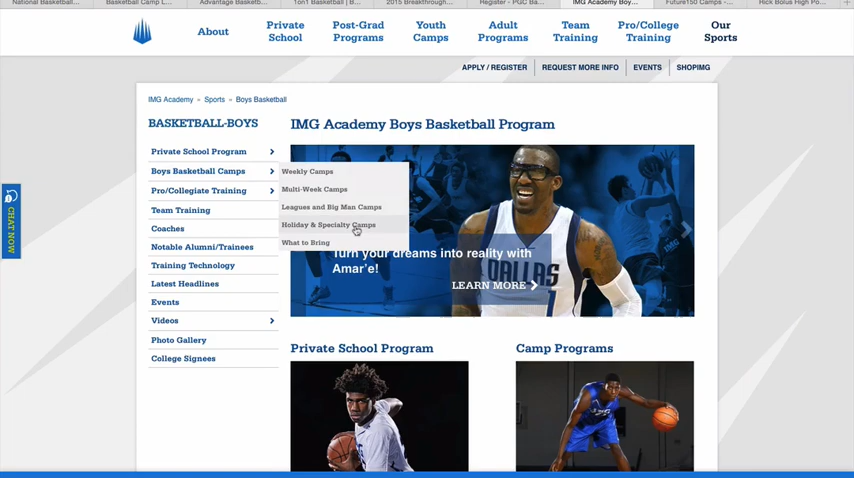 National Basketball...
Basketball Camp L...
Advantage Basketb...
1on1 Basketball | B...
2015 Breakthrough...
Register - PGC Ba...
IMG Academy Boy...
Future150 Camps -...
Rick Bolus High Po...
About
Private
School
Post-Grad
Programs
Youth
Camps
Adult
Programs
Team
Training
Pro/College
Training
Our
Sports
APPLY / REGISTER
REQUEST MORE INFO
EVENTS
SHOPIMG
IMG Academy » Sports » Boys Basketball
BASKETBALL-BOYS
Private School Program
Boys Basketball Camps
Pro/Collegiate Training
Team Training
Coaches
Notable Alumni/Trainees
Training Technology
Latest Headlines
Events
Videos
Photo Gallery
College Signees
Weekly Camps
Multi-Week Camps
Leagues and Big Man Camps
Holiday & Specialty Camps
What to Bring
IMG Academy Boys Basketball Program
DALLAS
IMG
Turn your dreams into reality with
Amar'e!
LEARN MORE
Private School Program
Camp Programs
CHAT NOW